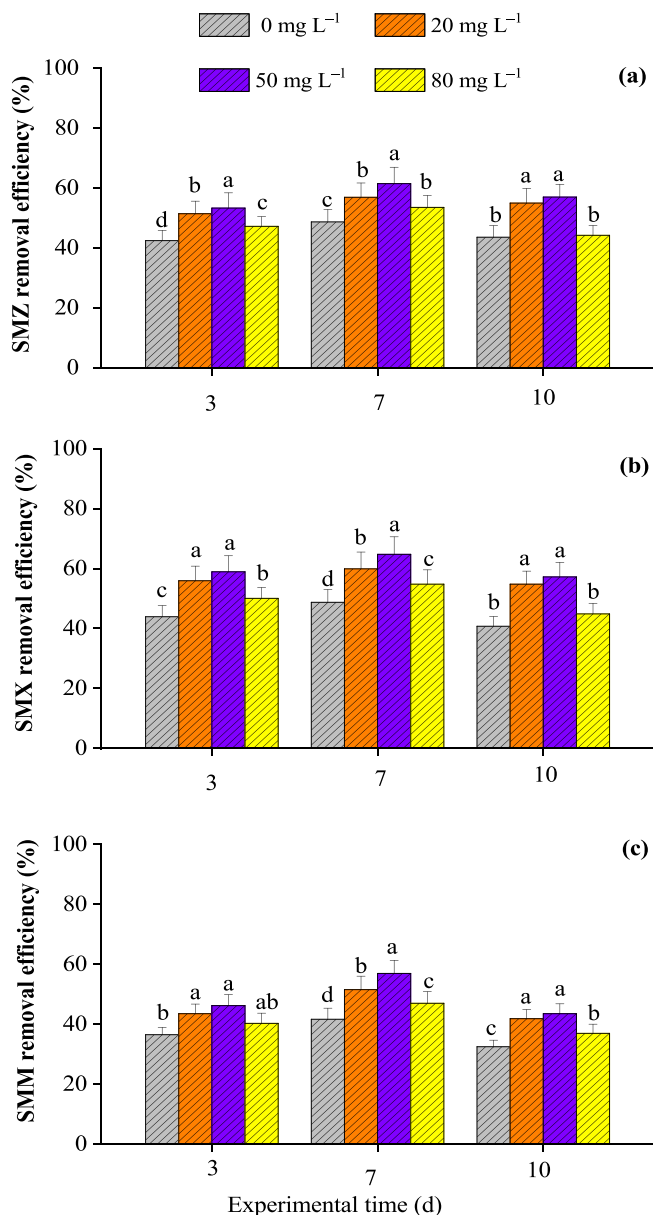 0 mg L⁻¹ 20 mg L⁻¹
50 mg L⁻¹ 80 mg L⁻¹
SMZ removal efficiency (%)
(a)
100
80
60
40
20
0
d b a c c b a b b a a b
3 7 10
SMX removal efficiency (%)
(b)
100
80
60
40
20
0
c a a b d b a c b a a b
3 7 10
SMM removal efficiency (%)
(c)
100
80
60
40
20
0
b a a ab d b a c c a a b
3 7 10
Experimental time (d)